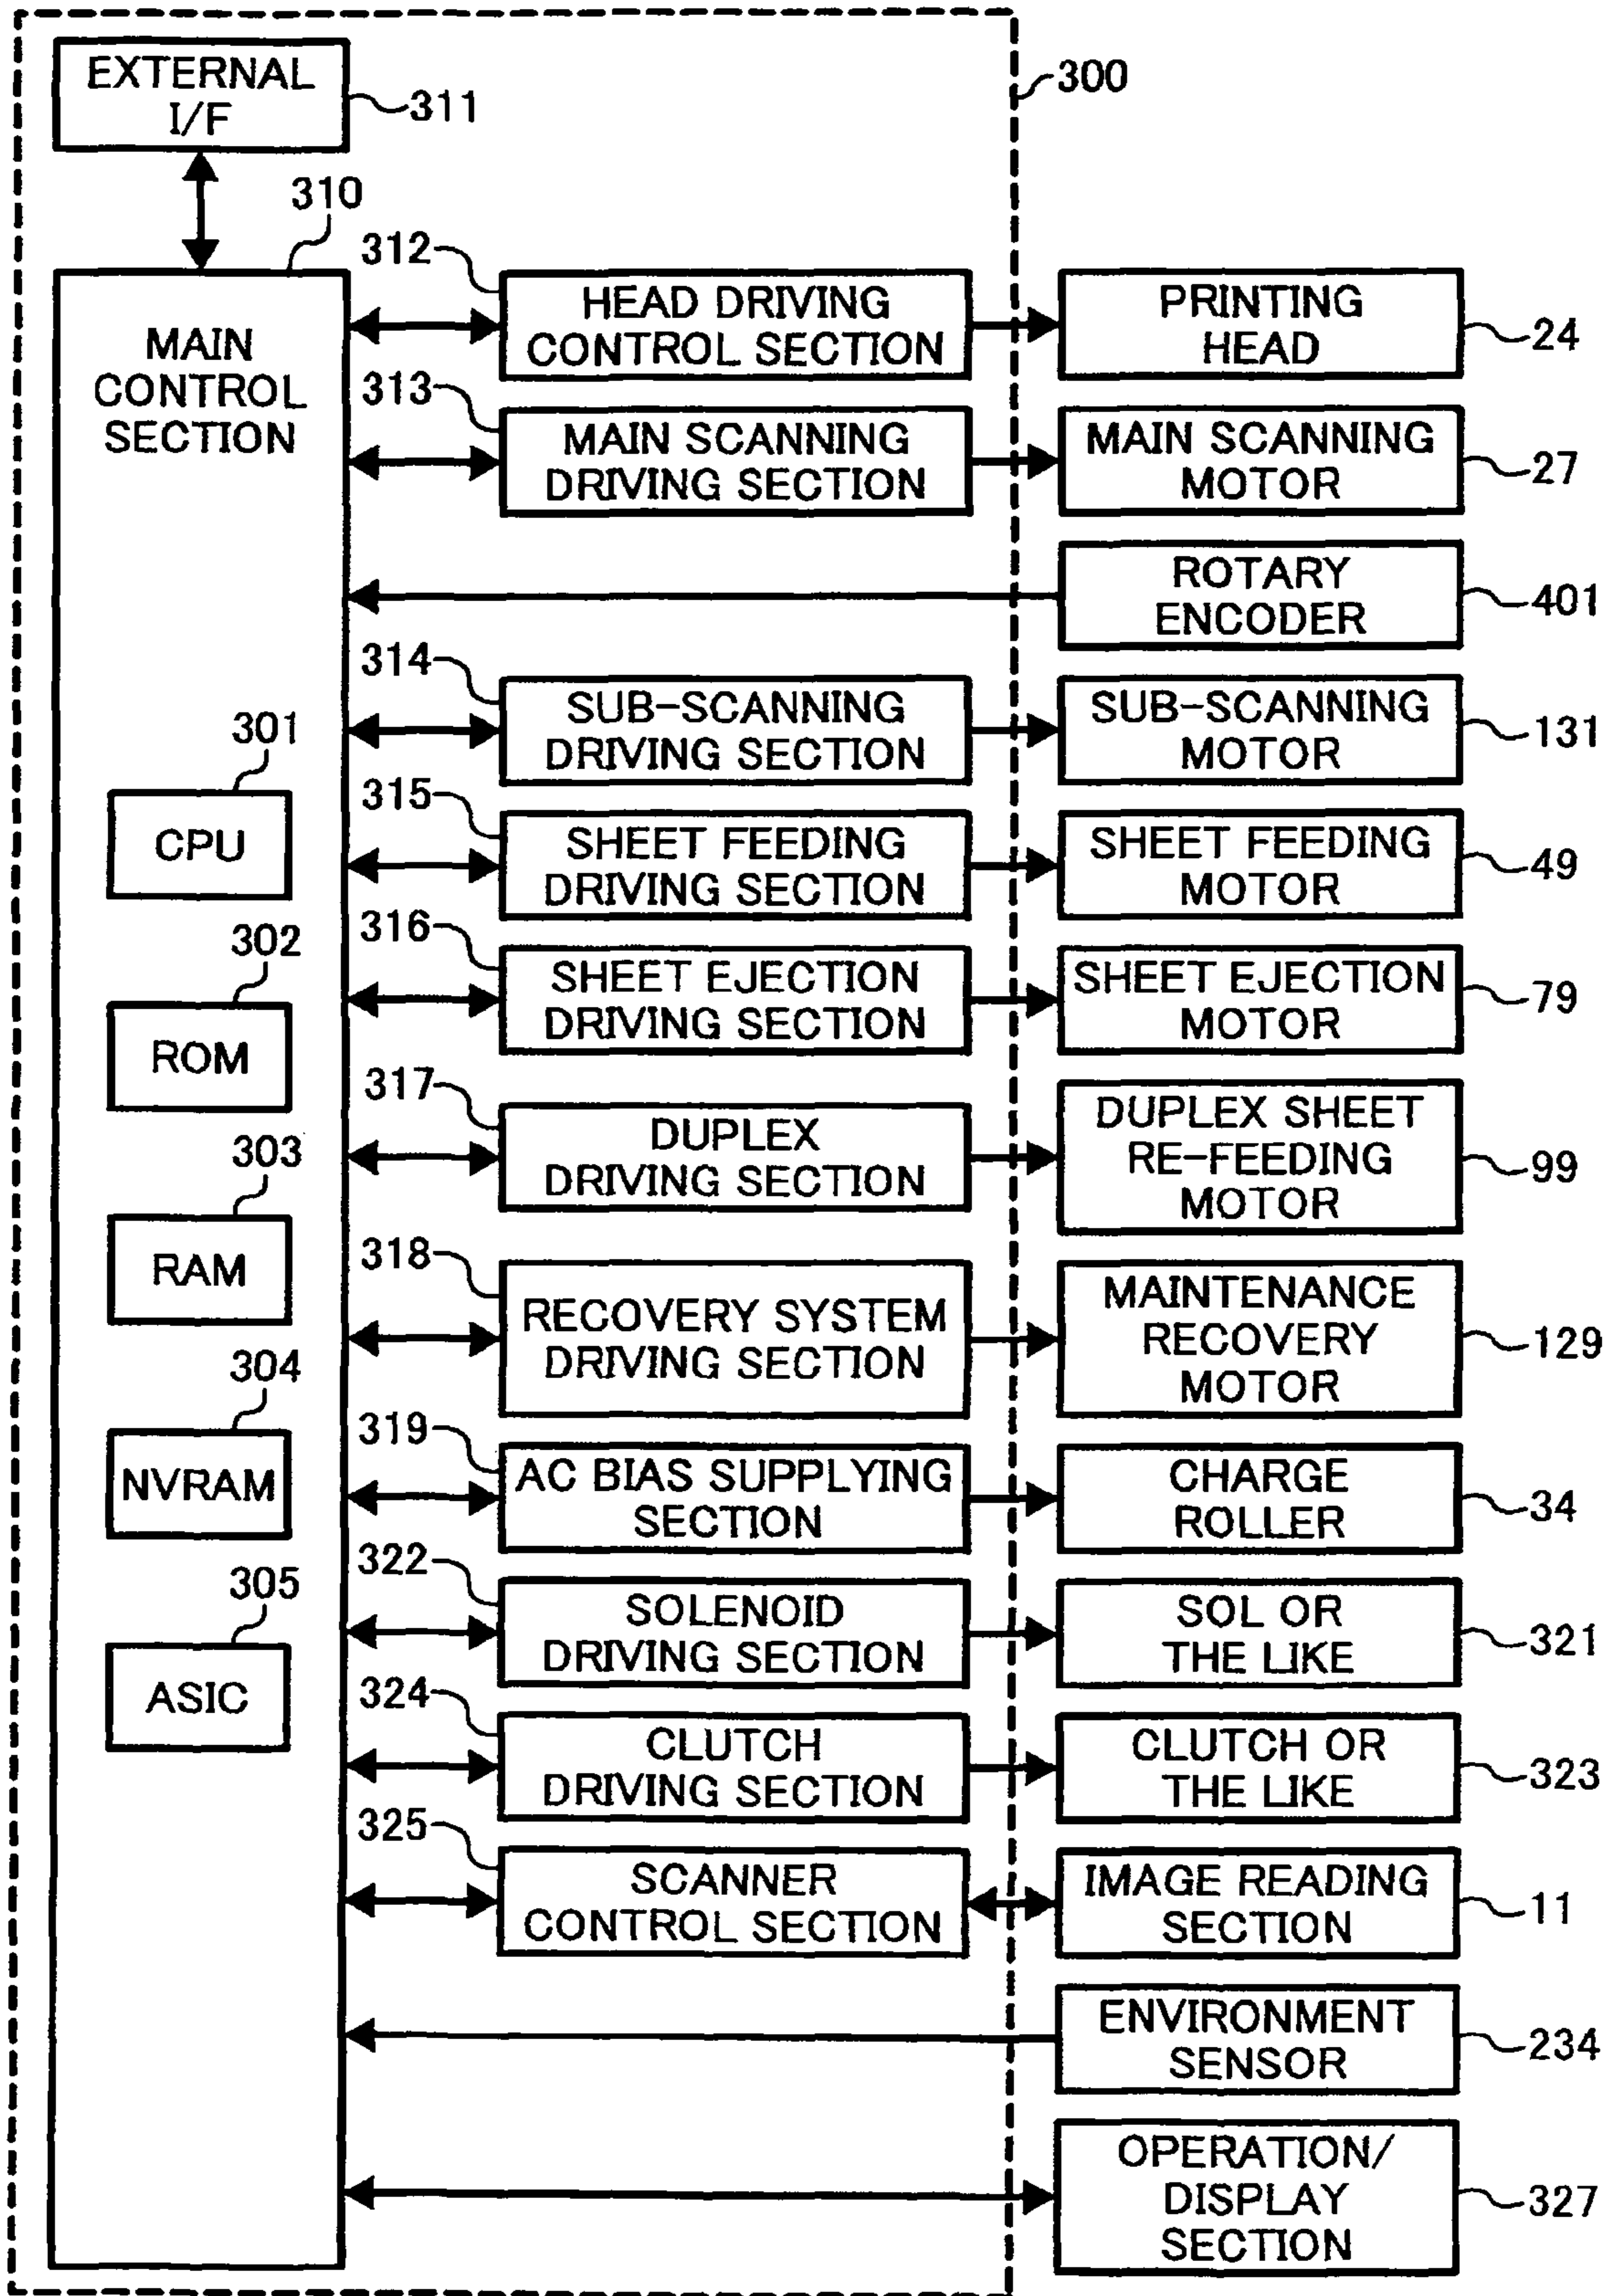 EXTERNAL
I/F
311
300
310
MAIN
CONTROL
SECTION
312
HEAD DRIVING
CONTROL SECTION
PRINTING
HEAD
24
313
MAIN SCANNING
DRIVING SECTION
MAIN SCANNING
MOTOR
27
ROTARY
ENCODER
401
314
SUB-SCANNING
DRIVING SECTION
SUB-SCANNING
MOTOR
131
301
CPU
315
SHEET FEEDING
DRIVING SECTION
SHEET FEEDING
MOTOR
49
302
ROM
316
SHEET EJECTION
DRIVING SECTION
SHEET EJECTION
MOTOR
79
317
DUPLEX
DRIVING SECTION
DUPLEX SHEET
RE-FEEDING
MOTOR
99
303
RAM
318
RECOVERY SYSTEM
DRIVING SECTION
MAINTENANCE
RECOVERY
MOTOR
129
304
NVRAM
319
AC BIAS SUPPLYING
SECTION
CHARGE
ROLLER
34
305
ASIC
322
SOLENOID
DRIVING SECTION
SOL OR
THE LIKE
321
324
CLUTCH
DRIVING SECTION
CLUTCH OR
THE LIKE
323
325
SCANNER
CONTROL SECTION
IMAGE READING
SECTION
11
ENVIRONMENT
SENSOR
234
OPERATION/
DISPLAY
SECTION
327